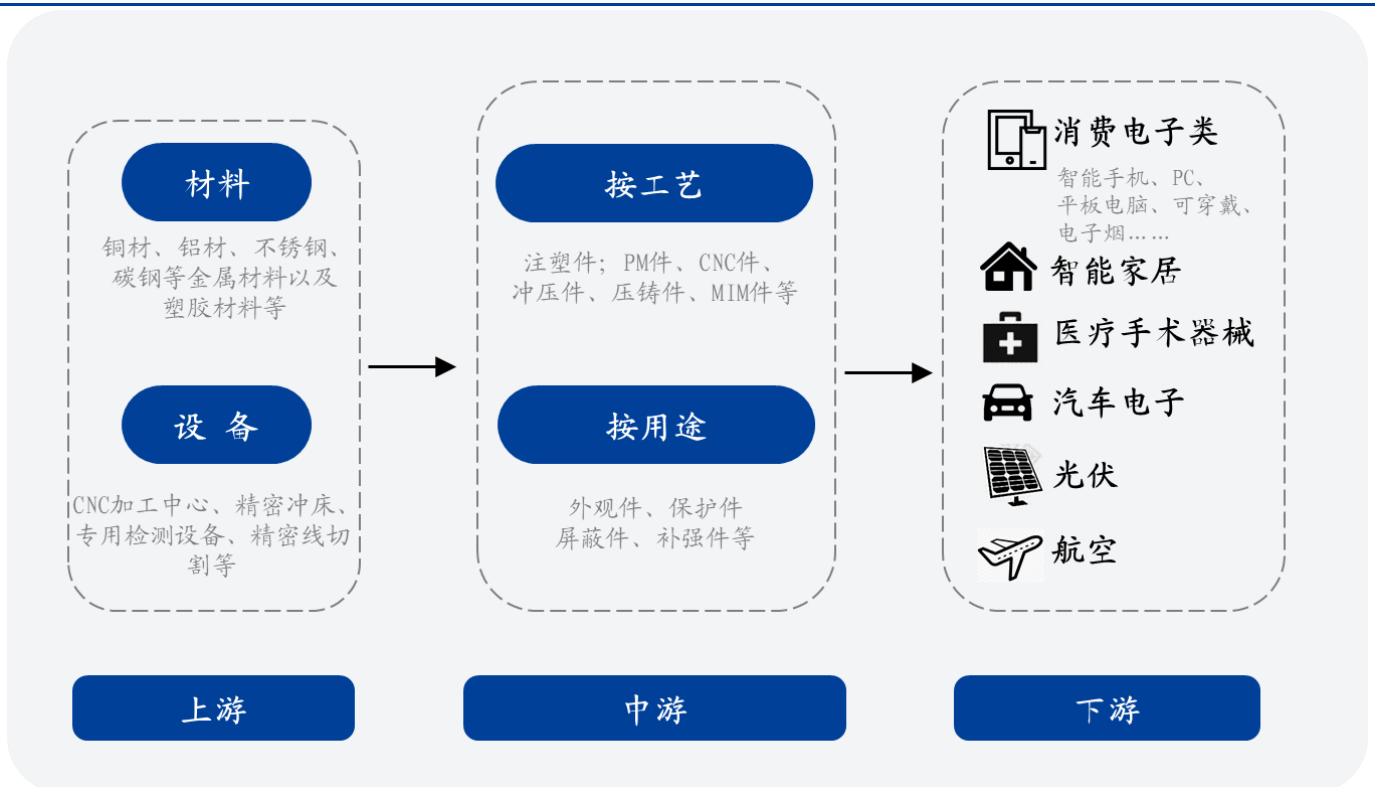 材料
铜材、铝材、不锈钢、
碳钢等金属材料以及
塑胶材料等
设备
CNC加工中心、精密冲床、
专用检测设备、精密线切
割等
上游
按工艺
注塑件；PM件、CNC件、
冲压件、压铸件、MIM件等
按用途
外观件、保护件
屏蔽件、补强件等
中游
消费电子类
智能手机、PC、
平板电脑、可穿戴、
电子烟……
智能家居
医疗手术器械
汽车电子
光伏
航空
下游